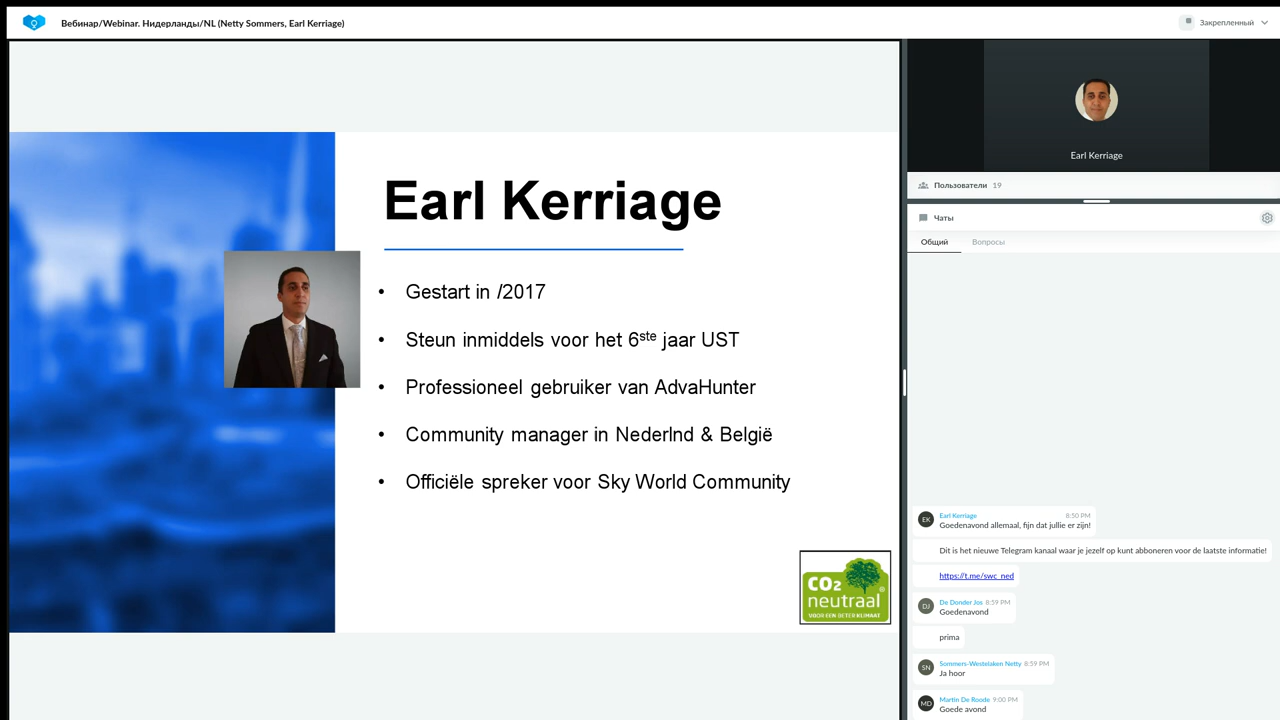 Вебинар/Webinar. Нидерланды/NL (Netty Sommers, Earl Kerriage)
Закрепленный
Earl Kerriage
• Gestart in /2017
• Steun inmiddels voor het 6ste jaar UST
• Professioneel gebruiker van AdvaHunter
• Community manager in Nederlnd & België
• Officiële spreker voor Sky World Community
CO2
neutraal
VOOR EEN BETER KLIMAAT
Earl Kerriage
Пользователи 19
Чаты
Общий Вопросы
EK Earl Kerriage 8:50 PM
Goedenavond allemaal, fijn dat jullie er zijn!
Dit is het nieuwe Telegram kanaal waar je jezelf op kunt abboneren voor de laatste informatie!
https://t.me/swc_ned
DJ De Donder Jos 8:59 PM
Goedenavond
prima
SN Sommers-Westelaken Netty 8:59 PM
Ja hoor
MD Martin De Roode 9:00 PM
Goede avond